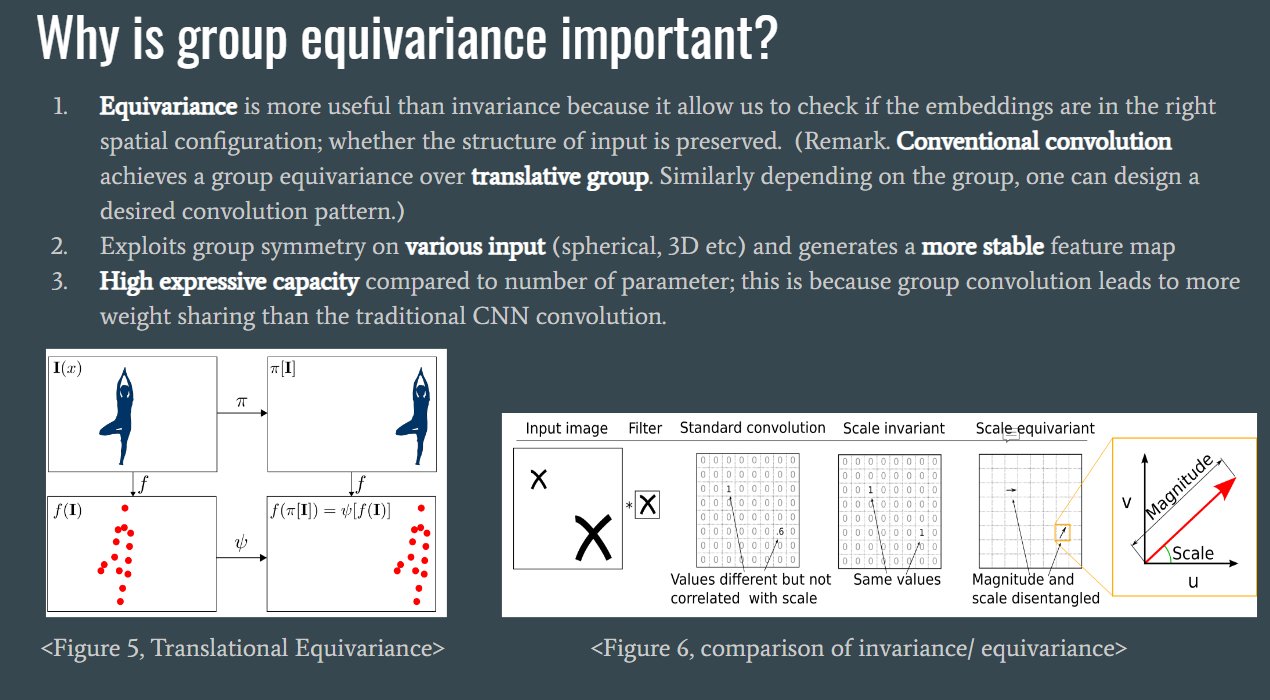 Why is group equivariance important?
1. Equivariance is more useful than invariance because it allow us to check if the embeddings are in the right
spatial configuration; whether the structure of input is preserved. (Remark. Conventional convolution
achieves a group equivariance over translative group. Similarly depending on the group, one can design a
desired convolution pattern.)
2. Exploits group symmetry on various input (spherical, 3D etc) and generates a more stable feature map
3. High expressive capacity compared to number of parameter; this is because group convolution leads to more
weight sharing than the traditional CNN convolution.
I(x)
π
π[I]
f
f
f(I)
ψ
f(π[I]) = ψ[f(I)]
<Figure 5, Translational Equivariance>
Input image Filter Standard convolution Scale invariant Scale equivariant
*
0 0 0 0 0 0 0 0
0 0 0 0 0 0 0 0
0 0 1 0 0 0 0 0
0 0 0 0 0 0 0 0
0 0 0 0 0 0 0 0
0 0 0 0 0 0 .6 0
0 0 0 0 0 0 0 0
0 0 0 0 0 0 0 0
Values different but not
correlated with scale
0 0 0 0 0 0 0 0
0 0 0 0 0 0 0 0
0 0 1 0 0 0 0 0
0 0 0 0 0 0 0 0
0 0 0 0 0 0 0 0
0 0 0 0 0 0 1 0
0 0 0 0 0 0 0 0
0 0 0 0 0 0 0 0
Same values
Magnitude and
scale disentangled
v
Magnitude
Scale
u
<Figure 6, comparison of invariance/ equivariance>